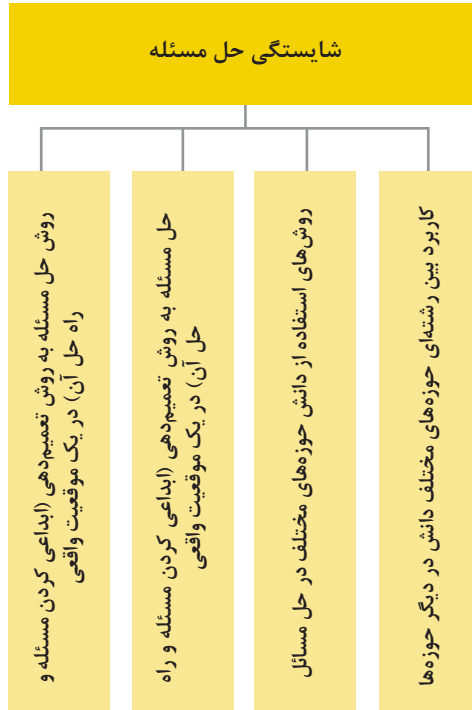 شایستگی حل مسئله
کاربرد بین رشته‌ای حوزه‌های مختلف دانش در دیگر حوزه‌ها
روش‌های استفاده از دانش حوزه‌های مختلف در حل مسائل
حل مسئله به روش تعمیم‌دهی (ابداعی کردن مسئله و راه
حل آن) در یک موقعیت واقعی
روش حل مسئله به روش تعمیم‌دهی (ابداعی کردن مسئله و
راه حل آن) در یک موقعیت واقعی